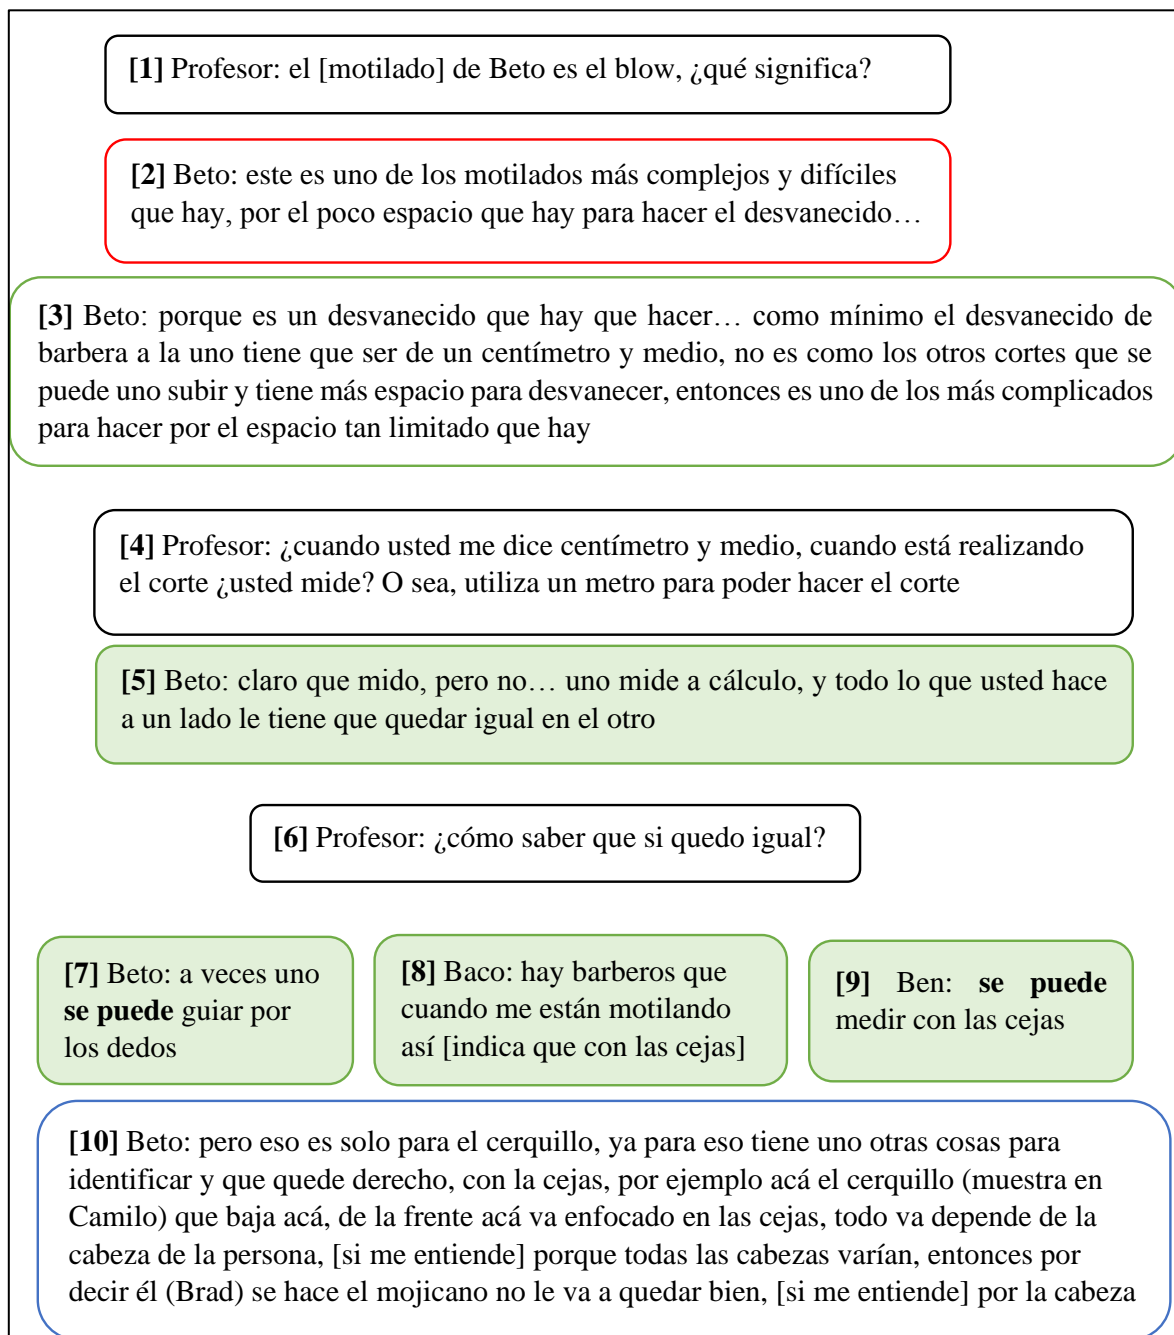 [1] Profesor: el [motilado] de Beto es el blow, ¿qué significa?
[2] Beto: este es uno de los motilados más complejos y difíciles
que hay, por el poco espacio que hay para hacer el desvanecido…
[3] Beto: porque es un desvanecido que hay que hacer… como mínimo el desvanecido de
barbera a la uno tiene que ser de un centímetro y medio, no es como los otros cortes que se
puede uno subir y tiene más espacio para desvanecer, entonces es uno de los más complicados
para hacer por el espacio tan limitado que hay
[4] Profesor: ¿cuando usted me dice centímetro y medio, cuando está realizando
el corte ¿usted mide? O sea, utiliza un metro para poder hacer el corte
[5] Beto: claro que mido, pero no… uno mide a cálculo, y todo lo que usted hace
a un lado le tiene que quedar igual en el otro
[6] Profesor: ¿cómo saber que si quedo igual?
[7] Beto: a veces uno
se puede guiar por
los dedos
[8] Baco: hay barberos que
cuando me están motilando
así [indica que con las cejas]
[9] Ben: se puede
medir con las cejas
[10] Beto: pero eso es solo para el cerquillo, ya para eso tiene uno otras cosas para
identificar y que quede derecho, con la cejas, por ejemplo acá el cerquillo (muestra en
Camilo) que baja acá, de la frente acá va enfocado en las cejas, todo va depende de la
cabeza de la persona, [si me entiende] porque todas las cabezas varían, entonces por
decir él (Brad) se hace el mojicano no le va a quedar bien, [si me entiende] por la cabeza